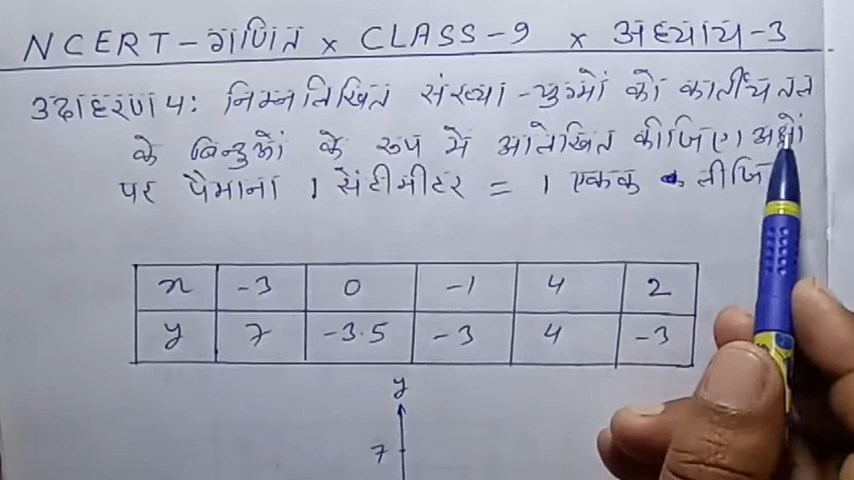 NCERT - गणित × CLASS - 9 × अध्याय - 3
उदाहरण 4: निम्नलिखित संख्या - युग्मों को कार्तीय तल
के बिन्दुओं के रूप में आलेखित कीजिए। अक्षों
पर पैमाना 1 सेंटीमीटर = 1 एकक लीजि
x -3 0 -1 4 2
y 7 -3.5 -3 4 -3
y
7